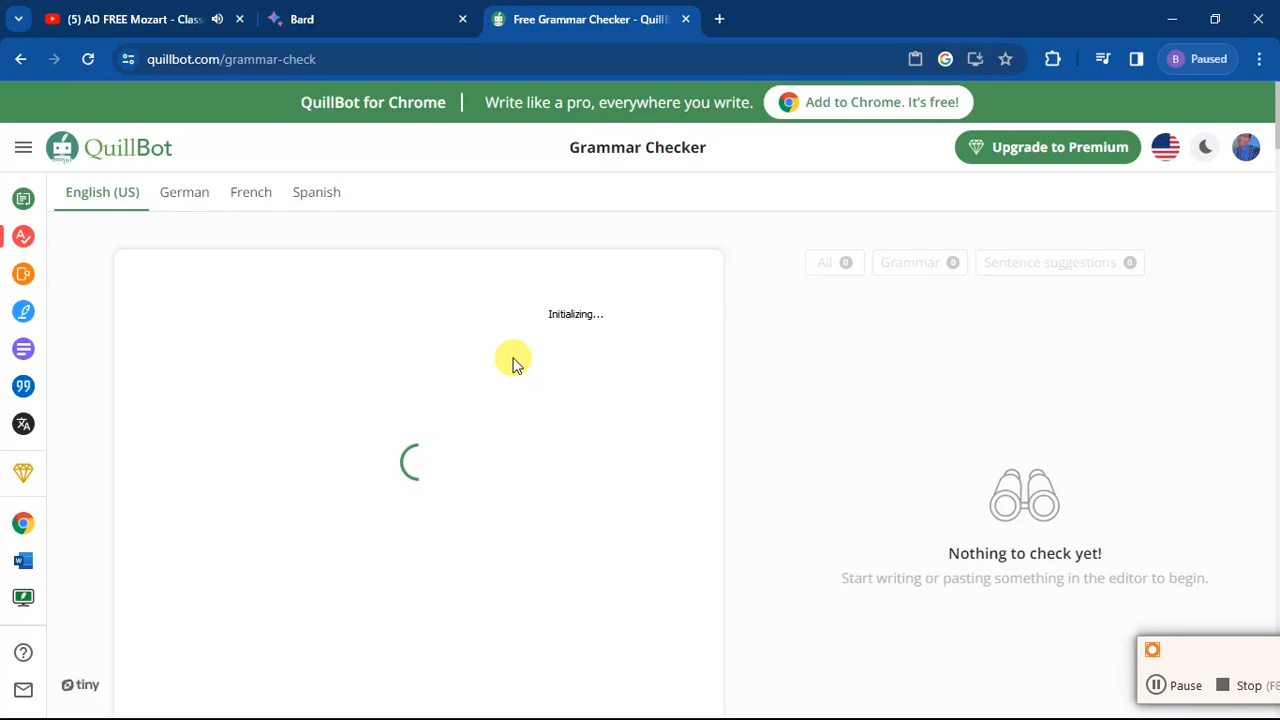 (5) AD FREE Mozart - Class
Bard
Free Grammar Checker - Quill
quillbot.com/grammar-check
B Paused
QuillBot for Chrome
Write like a pro, everywhere you write.
Add to Chrome. It's free!
QuillBot
Grammar Checker
Upgrade to Premium
English (US)
German
French
Spanish
All 0
Grammar 0
Sentence suggestions 0
Initializing...
Nothing to check yet!
Start writing or pasting something in the editor to begin.
tiny
Pause
Stop (F8